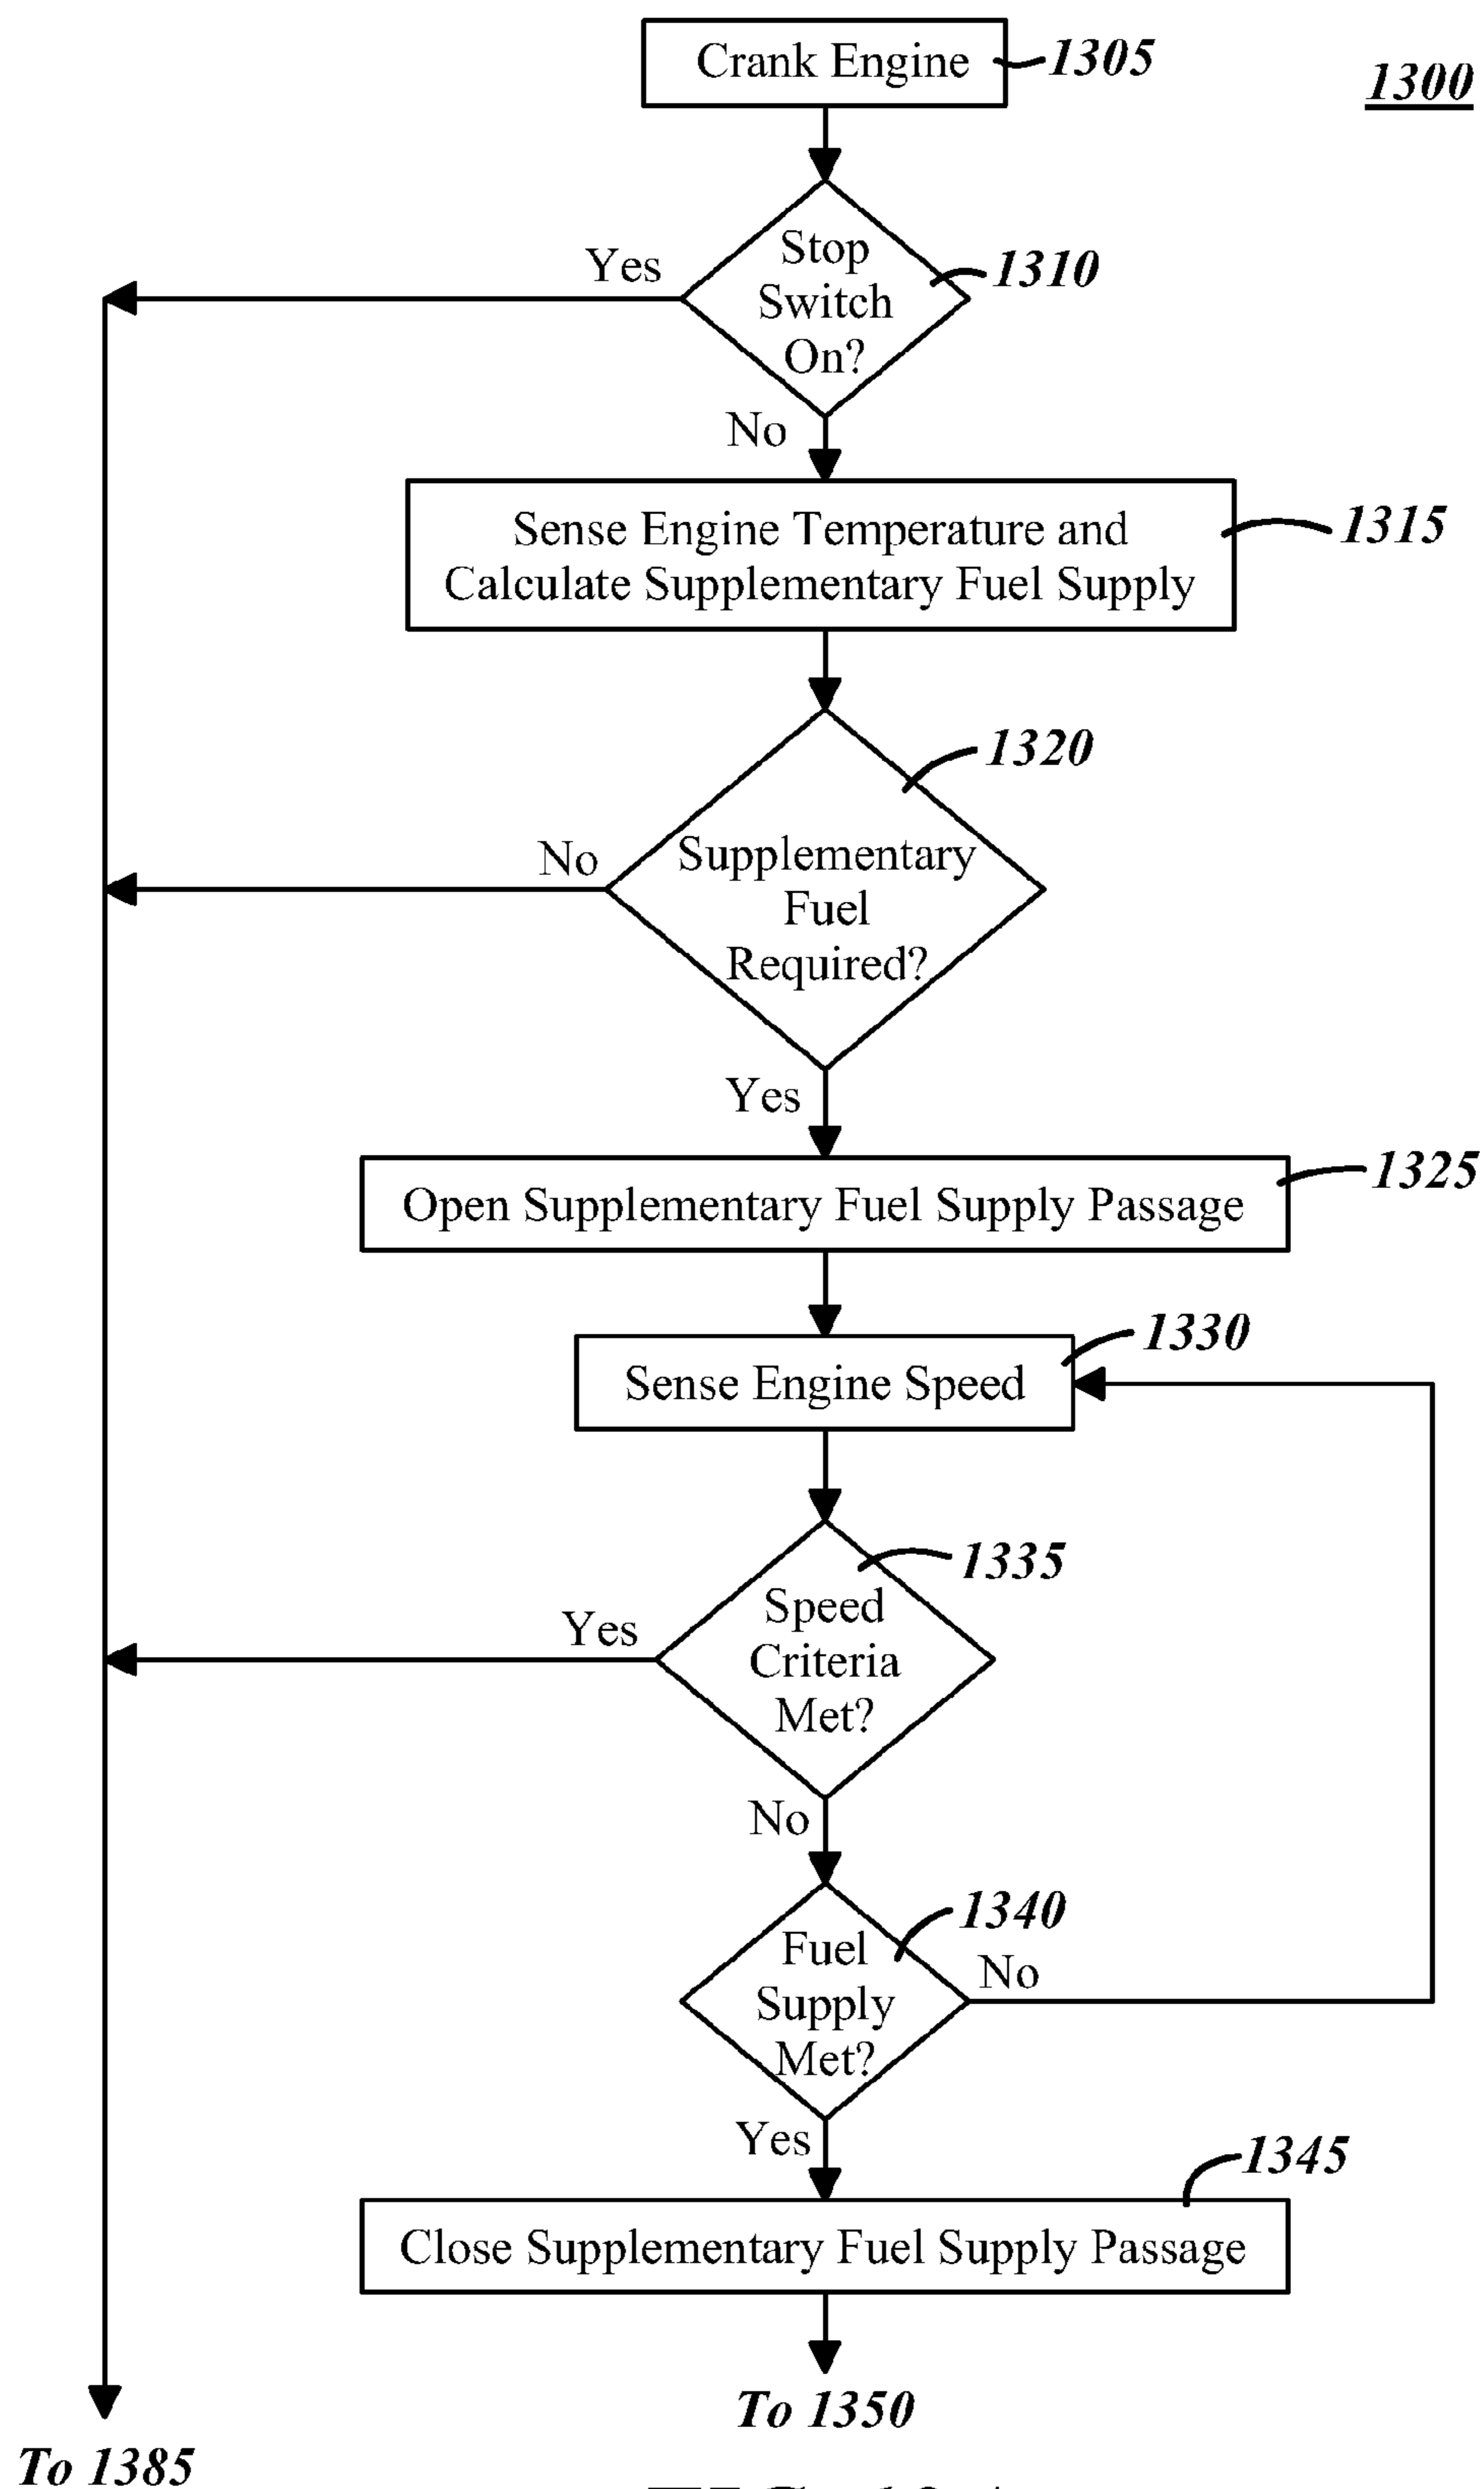 Crank Engine
1305
1300
Yes
Stop
Switch
On?
1310
No
Sense Engine Temperature and
Calculate Supplementary Fuel Supply
1315
1320
No
Supplementary
Fuel
Required?
Yes
Open Supplementary Fuel Supply Passage
1325
1330
Sense Engine Speed
1335
Yes
Speed
Criteria
Met?
No
1340
Fuel
Supply
Met?
No
Yes
1345
Close Supplementary Fuel Supply Passage
To 1350
To 1385